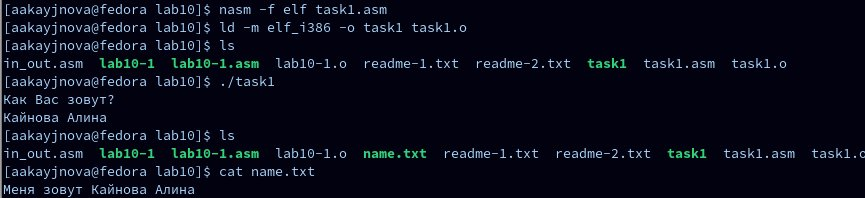 [aakayjnova@fedora lab10]$ nasm -f elf task1.asm
[aakayjnova@fedora lab10]$ ld -m elf_i386 -o task1 task1.o
[aakayjnova@fedora lab10]$ ls
in_out.asm lab10-1 lab10-1.asm lab10-1.o readme-1.txt readme-2.txt task1 task1.asm task1.o
[aakayjnova@fedora lab10]$ ./task1
Как Вас зовут?
Кайнова Алина
[aakayjnova@fedora lab10]$ ls
in_out.asm lab10-1 lab10-1.asm lab10-1.o name.txt readme-1.txt readme-2.txt task1 task1.asm task1.o
[aakayjnova@fedora lab10]$ cat name.txt
Меня зовут Кайнова Алина